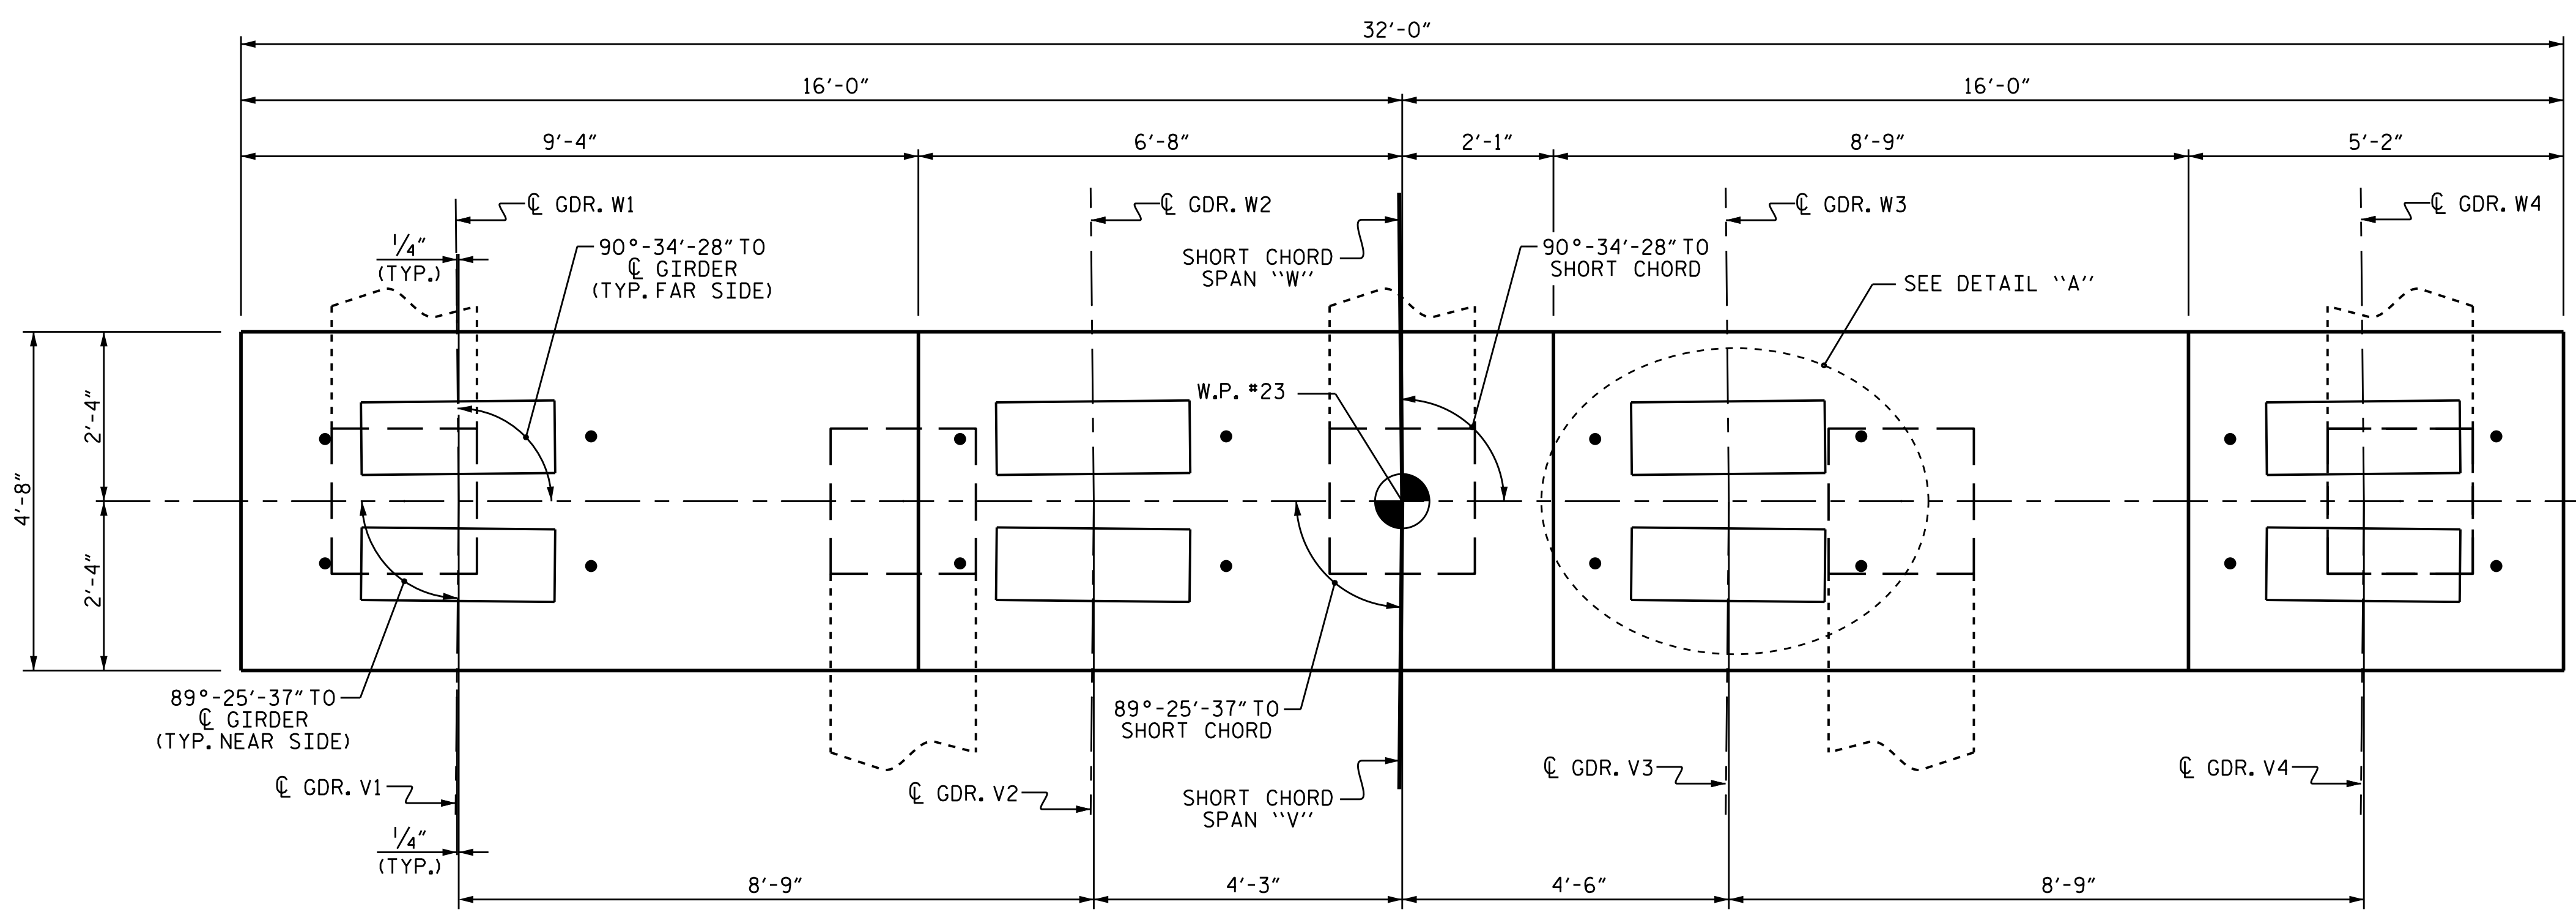 32'-0"
16'-0"
16'-0"
9'-4"
6'-8"
2'-1"
8'-9"
5'-2"
℄ GDR. W1
℄ GDR. W2
℄ GDR. W3
℄ GDR. W4
1/4"
(TYP.)
90°-34'-28" TO
℄ GIRDER
(TYP. FAR SIDE)
SHORT CHORD
SPAN "W"
90°-34'-28" TO
SHORT CHORD
SEE DETAIL "A"
W.P. #23
2'-4"
4'-8"
2'-4"
89°-25'-37" TO
℄ GIRDER
(TYP. NEAR SIDE)
89°-25'-37" TO
SHORT CHORD
℄ GDR. V1
℄ GDR. V2
SHORT CHORD
SPAN "V"
℄ GDR. V3
℄ GDR. V4
1/4"
(TYP.)
8'-9"
4'-3"
4'-6"
8'-9"